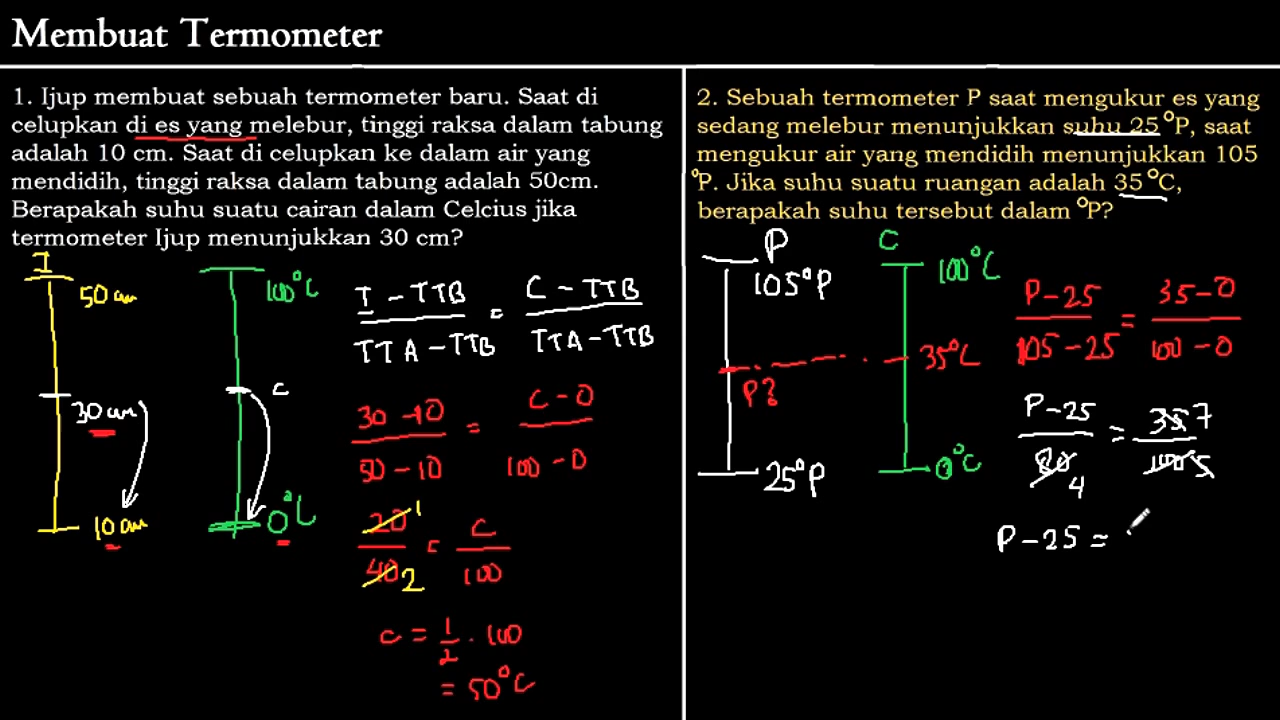 Membuat Termometer
1. Ijup membuat sebuah termometer baru. Saat di
celupkan di es yang melebur, tinggi raksa dalam tabung
adalah 10 cm. Saat di celupkan ke dalam air yang
mendidih, tinggi raksa dalam tabung adalah 50cm.
Berapakah suhu suatu cairan dalam Celcius jika
termometer Ijup menunjukkan 30 cm?
I
50 cm
30 cm
10 cm
100°C
C
0°C
I - TTB / TTA - TTB = C - TTB / TTA - TTB
30 - 10 / 50 - 10 = C - 0 / 100 - 0
20 1 / 40 2 = C / 100
C = 1/2 . 100
= 50°C
2. Sebuah termometer P saat mengukur es yang
sedang melebur menunjukkan suhu 25 °P, saat
mengukur air yang mendidih menunjukkan 105
°P. Jika suhu suatu ruangan adalah 35 °C,
berapakah suhu tersebut dalam °P?
P
105°P
P?
25°P
C
100°C
35°C
0°C
P - 25 / 105 - 25 = 35 - 0 / 100 - 0
P - 25 / 80 4 = 35 7 / 100 5
P - 25 =